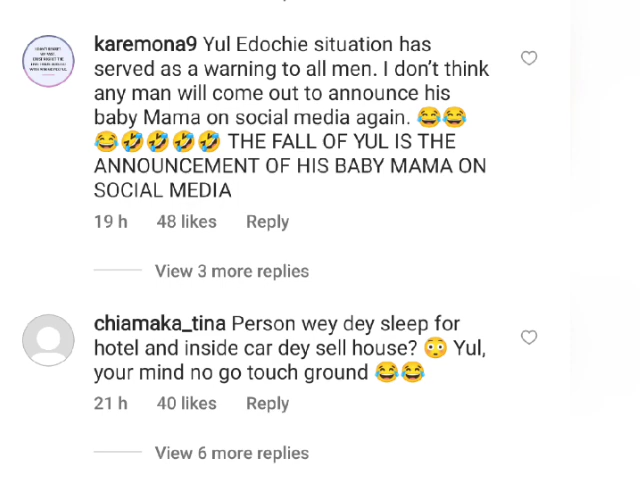 karemona9 Yul Edochie situation has
served as a warning to all men. I don't think
any man will come out to announce his
baby Mama on social media again. 😂😂
😂🤣🤣🤣🤣 THE FALL OF YUL IS THE
ANNOUNCEMENT OF HIS BABY MAMA ON
SOCIAL MEDIA
19 h 48 likes Reply
View 3 more replies
chiamaka_tina Person wey dey sleep for
hotel and inside car dey sell house? 😳 Yul,
your mind no go touch ground 😂😂
21 h 40 likes Reply
View 6 more replies